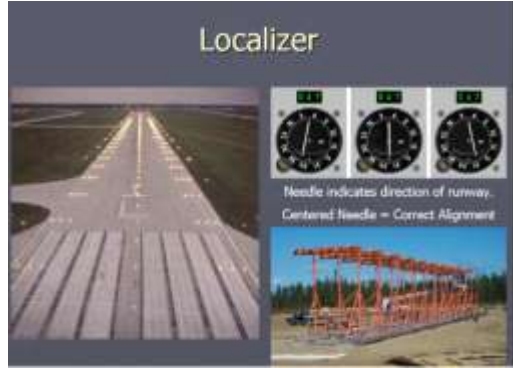 Localizer
Needle indicates direction of runway.
Centered Needle = Correct Alignment